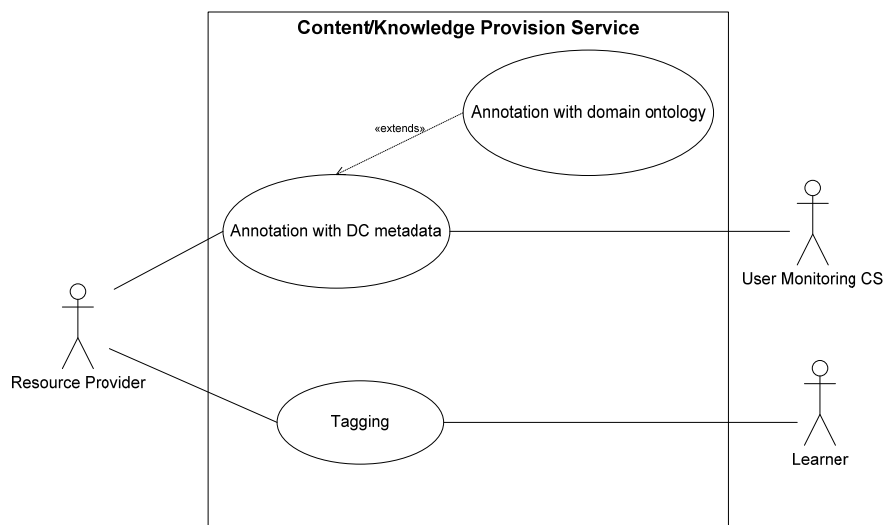 Content/Knowledge Provision Service
Annotation with domain ontology
«extends»
Annotation with DC metadata
User Monitoring CS
Resource Provider
Tagging
Learner